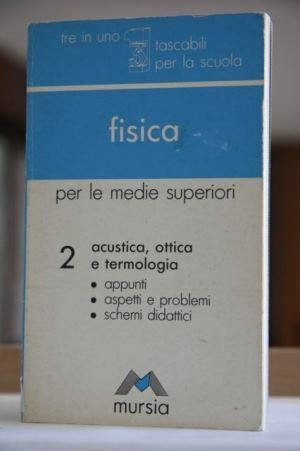 tre in uno
tascabili
per la scuola
fisica
per le medie superiori
2
acustica, ottica
e termologia
• appunti
• aspetti e problemi
• schemi didattici
mursia